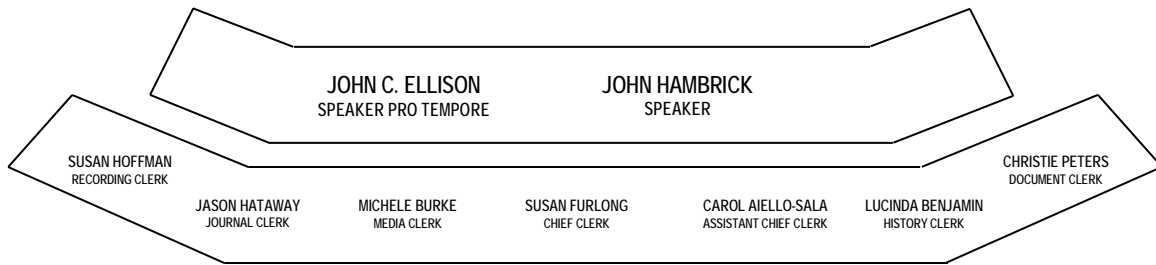 JOHN C. ELLISON
SPEAKER PRO TEMPORE
JOHN HAMBRICK
SPEAKER
SUSAN HOFFMAN
RECORDING CLERK
JASON HATAWAY
JOURNAL CLERK
MICHELE BURKE
MEDIA CLERK
SUSAN FURLONG
CHIEF CLERK
CAROL AIELLO-SALA
ASSISTANT CHIEF CLERK
LUCINDA BENJAMIN
HISTORY CLERK
CHRISTIE PETERS
DOCUMENT CLERK